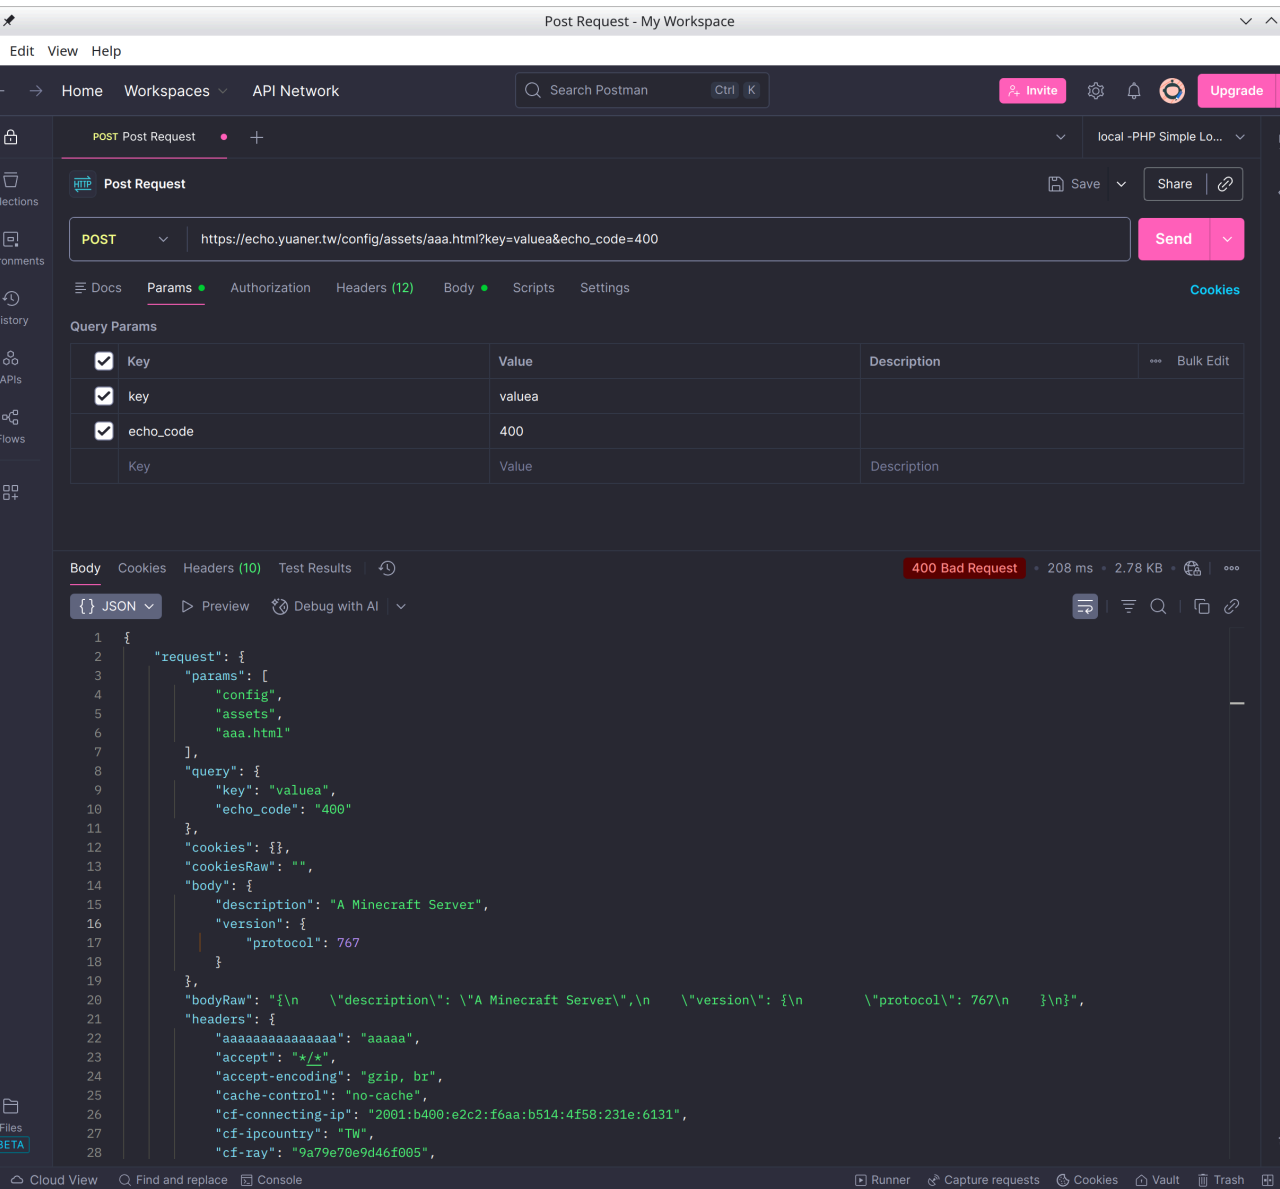 Post Request - My Workspace
Edit View Help
Home Workspaces API Network Search Postman Ctrl K Invite Upgrade
POST Post Request local -PHP Simple Lo...
HTTP Post Request Save Share
POST https://echo.yuaner.tw/config/assets/aaa.html?key=valuea&echo_code=400 Send
Docs Params Authorization Headers (12) Body Scripts Settings Cookies
Query Params
Key Value Description Bulk Edit
key valuea
echo_code 400
Key Value Description
lections
ronments
istory
APIs
Flows
Files
BETA
Body Cookies Headers (10) Test Results 400 Bad Request 208 ms 2.78 KB
{} JSON Preview Debug with AI
1 {
2 "request": {
3 "params": [
4 "config",
5 "assets",
6 "aaa.html"
7 ],
8 "query": {
9 "key": "valuea",
10 "echo_code": "400"
11 },
12 "cookies": {},
13 "cookiesRaw": "",
14 "body": {
15 "description": "A Minecraft Server",
16 "version": {
17 "protocol": 767
18 }
19 },
20 "bodyRaw": "{\n    \"description\": \"A Minecraft Server\",\n    \"version\": {\n        \"protocol\": 767\n    }\n}",
21 "headers": {
22 "aaaaaaaaaaaaaaa": "aaaaa",
23 "accept": "*/*",
24 "accept-encoding": "gzip, br",
25 "cache-control": "no-cache",
26 "cf-connecting-ip": "2001:b400:e2c2:f6aa:b514:4f58:231e:6131",
27 "cf-ipcountry": "TW",
28 "cf-ray": "9a79e70e9d46f005",
Cloud View Find and replace Console Runner Capture requests Cookies Vault Trash